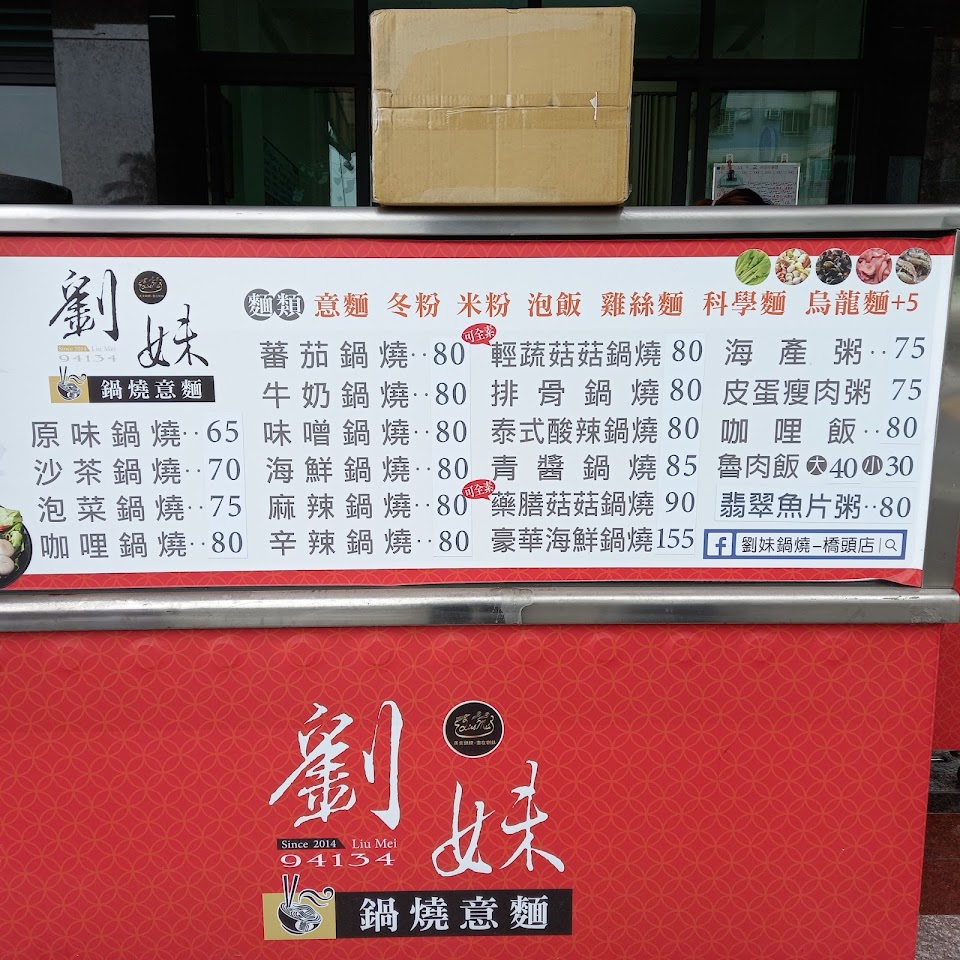 劉妹
Since 2014 Liu Mei
94134
鍋燒意麵
麵類 意麵 冬粉 米粉 泡飯 雞絲麵 科學麵 烏龍麵+5
原味鍋燒‥65
沙茶鍋燒‥70
泡菜鍋燒‥75
咖哩鍋燒‥80
蕃茄鍋燒‥80
牛奶鍋燒‥80
味噌鍋燒‥80
海鮮鍋燒‥80
麻辣鍋燒‥80
辛辣鍋燒‥80
可全素
輕蔬菇菇鍋燒 80
排骨鍋燒 80
泰式酸辣鍋燒 80
青醬鍋燒 85
可全素
藥膳菇菇鍋燒 90
豪華海鮮鍋燒 155
海產粥‥75
皮蛋瘦肉粥 75
咖哩飯‥80
魯肉飯 大 40 小 30
翡翠魚片粥‥80
f 劉妹鍋燒-橋頭店
劉妹
Since 2014 Liu Mei
94134
鍋燒意麵